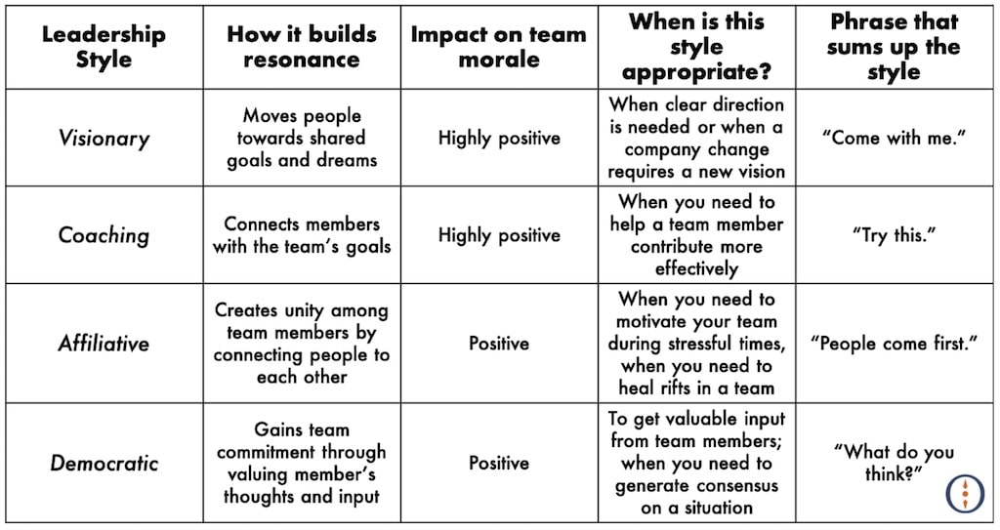 Leadership
Style
How it builds
resonance
Impact on team
morale
When is this
style
appropriate?
Phrase that
sums up the
style
Visionary
Moves people
towards shared
goals and dreams
Highly positive
When clear direction
is needed or when a
company change
requires a new vision
“Come with me.”
Coaching
Connects members
with the team’s goals
Highly positive
When you need to
help a team member
contribute more
effectively
“Try this.”
Affiliative
Creates unity among
team members by
connecting people to
each other
Positive
When you need to
motivate your team
during stressful times,
when you need to
heal rifts in a team
“People come first.”
Democratic
Gains team
commitment through
valuing member’s
thoughts and input
Positive
To get valuable input
from team members;
when you need to
generate consensus
on a situation
“What do you
think?”